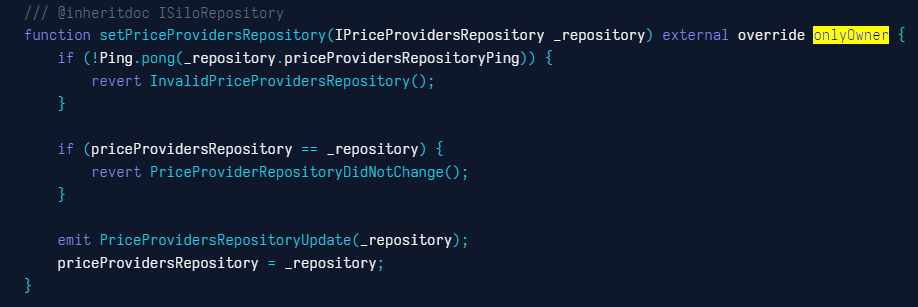 /// @inheritdoc ISiloRepository
function setPriceProvidersRepository(IPriceProvidersRepository _repository) external override onlyOwner {
if (!Ping.pong(_repository.priceProvidersRepositoryPing)) {
revert InvalidPriceProvidersRepository();
}
if (priceProvidersRepository == _repository) {
revert PriceProviderRepositoryDidNotChange();
}
emit PriceProvidersRepositoryUpdate(_repository);
priceProvidersRepository = _repository;
}